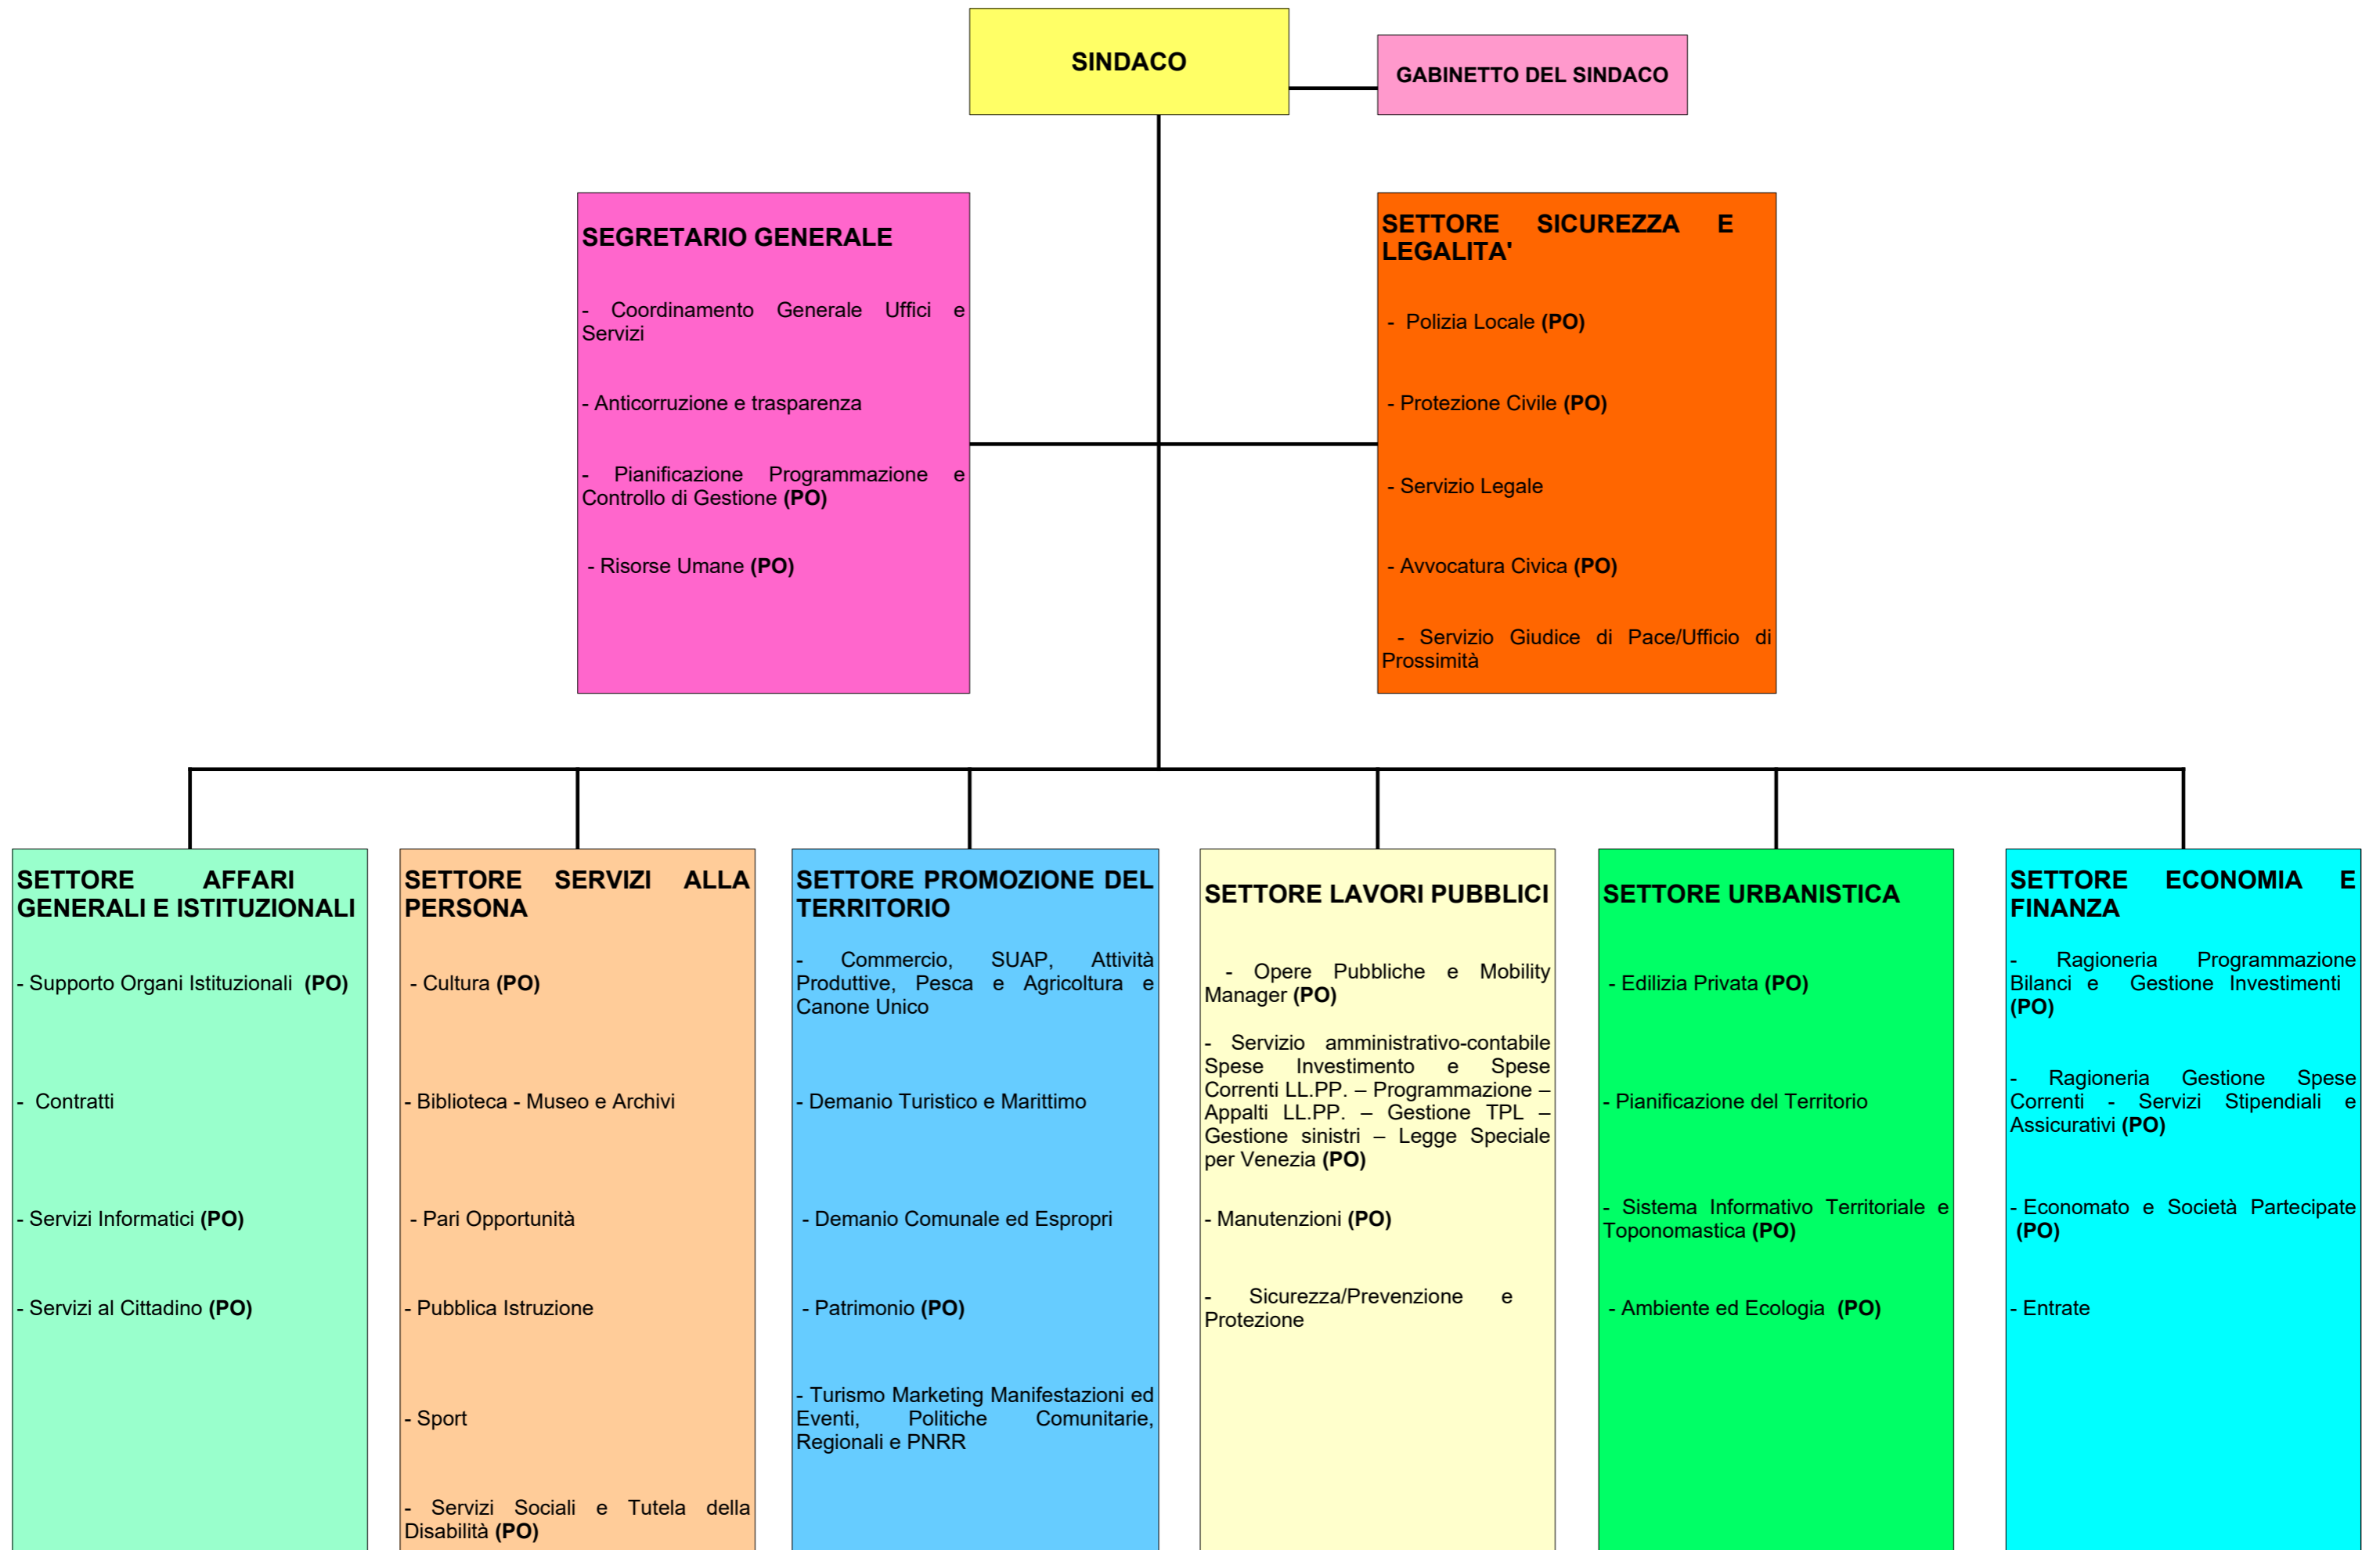 SINDACO
GABINETTO DEL SINDACO
SEGRETARIO GENERALE
- Coordinamento Generale Uffici e
Servizi
- Anticorruzione e trasparenza
- Pianificazione Programmazione e
Controllo di Gestione (PO)
- Risorse Umane (PO)
SETTORE SICUREZZA E
LEGALITA'
- Polizia Locale (PO)
- Protezione Civile (PO)
- Servizio Legale
- Avvocatura Civica (PO)
- Servizio Giudice di Pace/Ufficio di
Prossimità
SETTORE AFFARI
GENERALI E ISTITUZIONALI
- Supporto Organi Istituzionali (PO)
- Contratti
- Servizi Informatici (PO)
- Servizi al Cittadino (PO)
SETTORE SERVIZI ALLA
PERSONA
- Cultura (PO)
- Biblioteca - Museo e Archivi
- Pari Opportunità
- Pubblica Istruzione
- Sport
- Servizi Sociali e Tutela della
Disabilità (PO)
SETTORE PROMOZIONE DEL
TERRITORIO
- Commercio, SUAP, Attività
Produttive, Pesca e Agricoltura e
Canone Unico
- Demanio Turistico e Marittimo
- Demanio Comunale ed Espropri
- Patrimonio (PO)
- Turismo Marketing Manifestazioni ed
Eventi, Politiche Comunitarie,
Regionali e PNRR
SETTORE LAVORI PUBBLICI
- Opere Pubbliche e Mobility
Manager (PO)
- Servizio amministrativo-contabile
Spese Investimento e Spese
Correnti LL.PP. – Programmazione –
Appalti LL.PP. – Gestione TPL –
Gestione sinistri – Legge Speciale
per Venezia (PO)
- Manutenzioni (PO)
- Sicurezza/Prevenzione e
Protezione
SETTORE URBANISTICA
- Edilizia Privata (PO)
- Pianificazione del Territorio
- Sistema Informativo Territoriale e
Toponomastica (PO)
- Ambiente ed Ecologia (PO)
SETTORE ECONOMIA E
FINANZA
- Ragioneria Programmazione
Bilanci e Gestione Investimenti
(PO)
- Ragioneria Gestione Spese
Correnti - Servizi Stipendiali e
Assicurativi (PO)
- Economato e Società Partecipate
(PO)
- Entrate